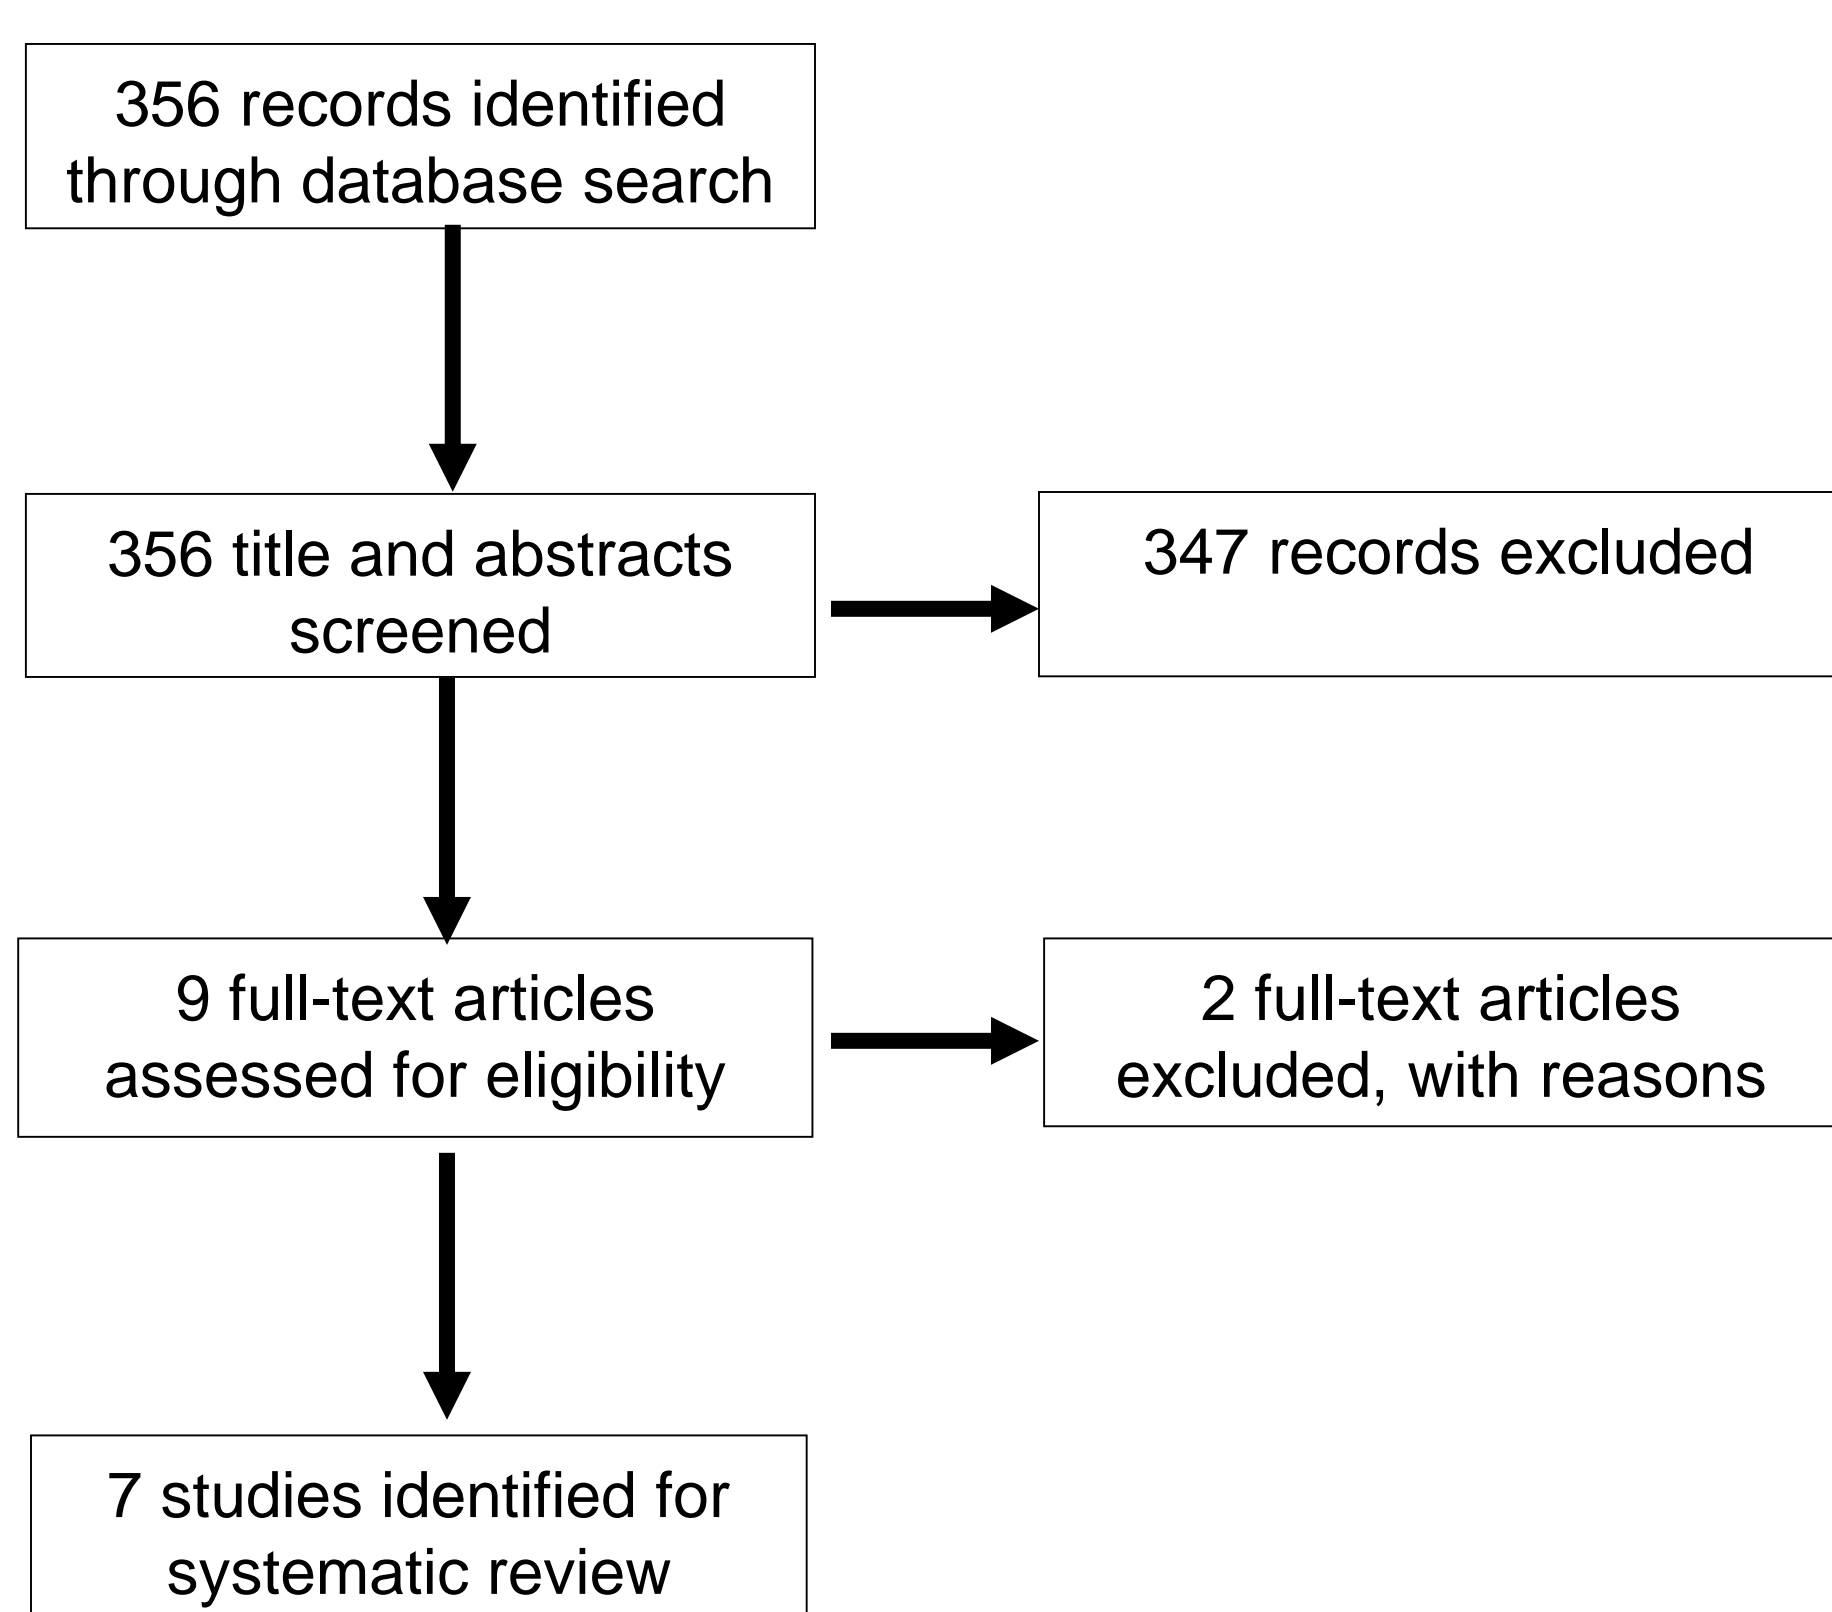 356 records identified
through database search
356 title and abstracts
screened
347 records excluded
9 full-text articles
assessed for eligibility
2 full-text articles
excluded, with reasons
7 studies identified for
systematic review